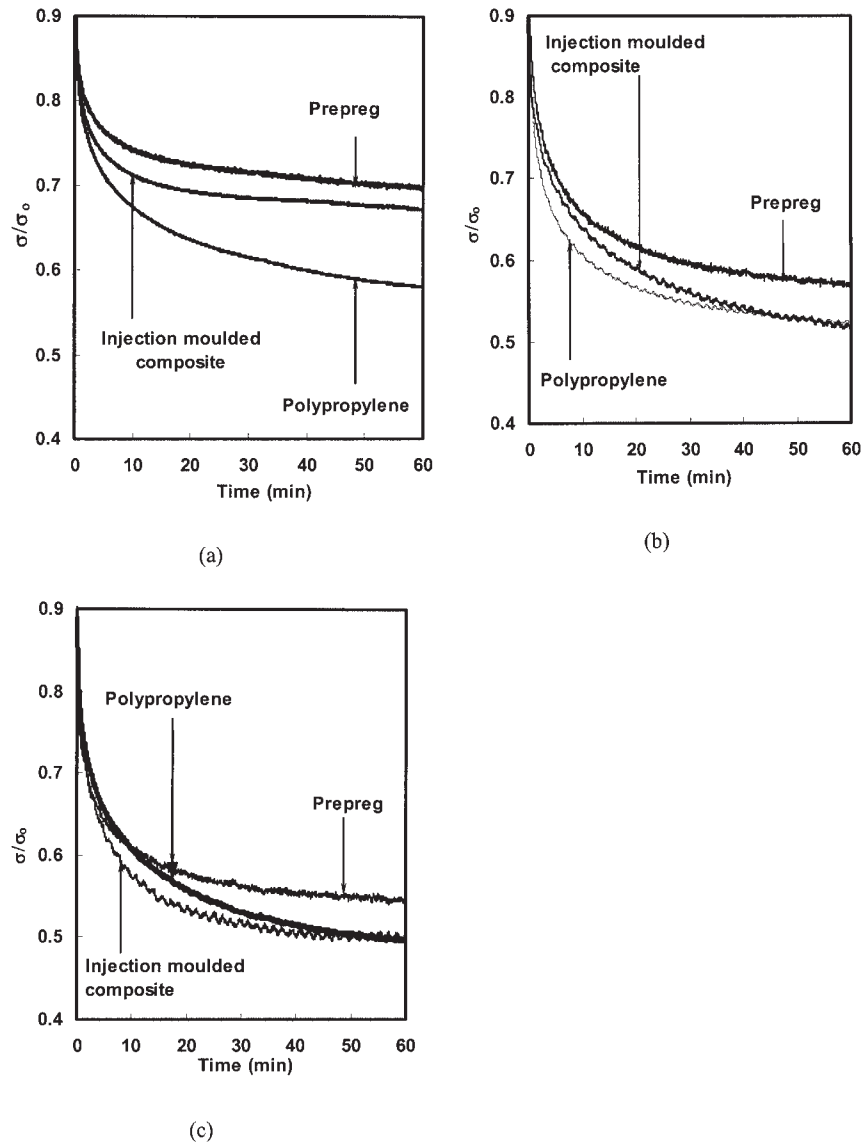 0.9
0.8
0.7
0.6
0.5
0.4
σ/σo
Prepreg
Injection moulded
composite
Polypropylene
0 10 20 30 40 50 60
Time (min)
(a)
0.9
0.8
0.7
0.6
0.5
0.4
σ/σo
Injection moulded
composite
Prepreg
Polypropylene
0 10 20 30 40 50 60
Time (min)
(b)
0.9
0.8
0.7
0.6
0.5
0.4
σ/σo
Polypropylene
Prepreg
Injection moulded
composite
0 10 20 30 40 50 60
Time (min)
(c)